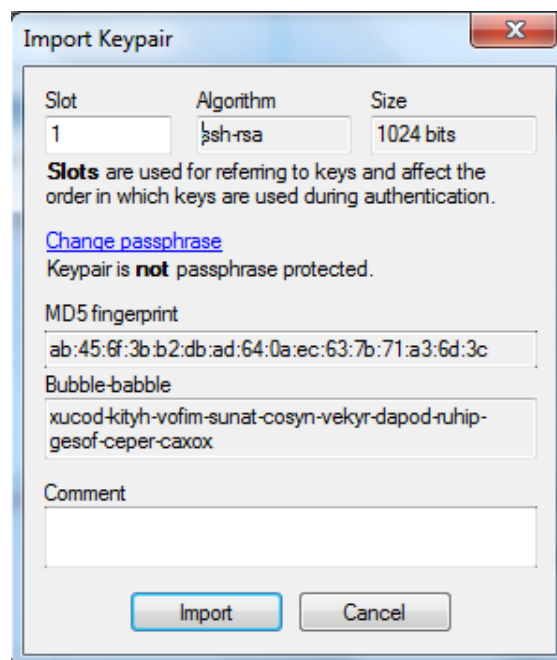 Import Keypair
Slot Algorithm Size
1 ssh-rsa 1024 bits
Slots are used for referring to keys and affect the
order in which keys are used during authentication.
Change passphrase
Keypair is not passphrase protected.
MD5 fingerprint
ab:45:6f:3b:b2:db:ad:64:0a:ec:63:7b:71:a3:6d:3c
Bubble-babble
xucod-kityh-vofim-sunat-cosyn-vekyr-dapod-ruhip-
gesof-ceper-caxox
Comment
Import Cancel